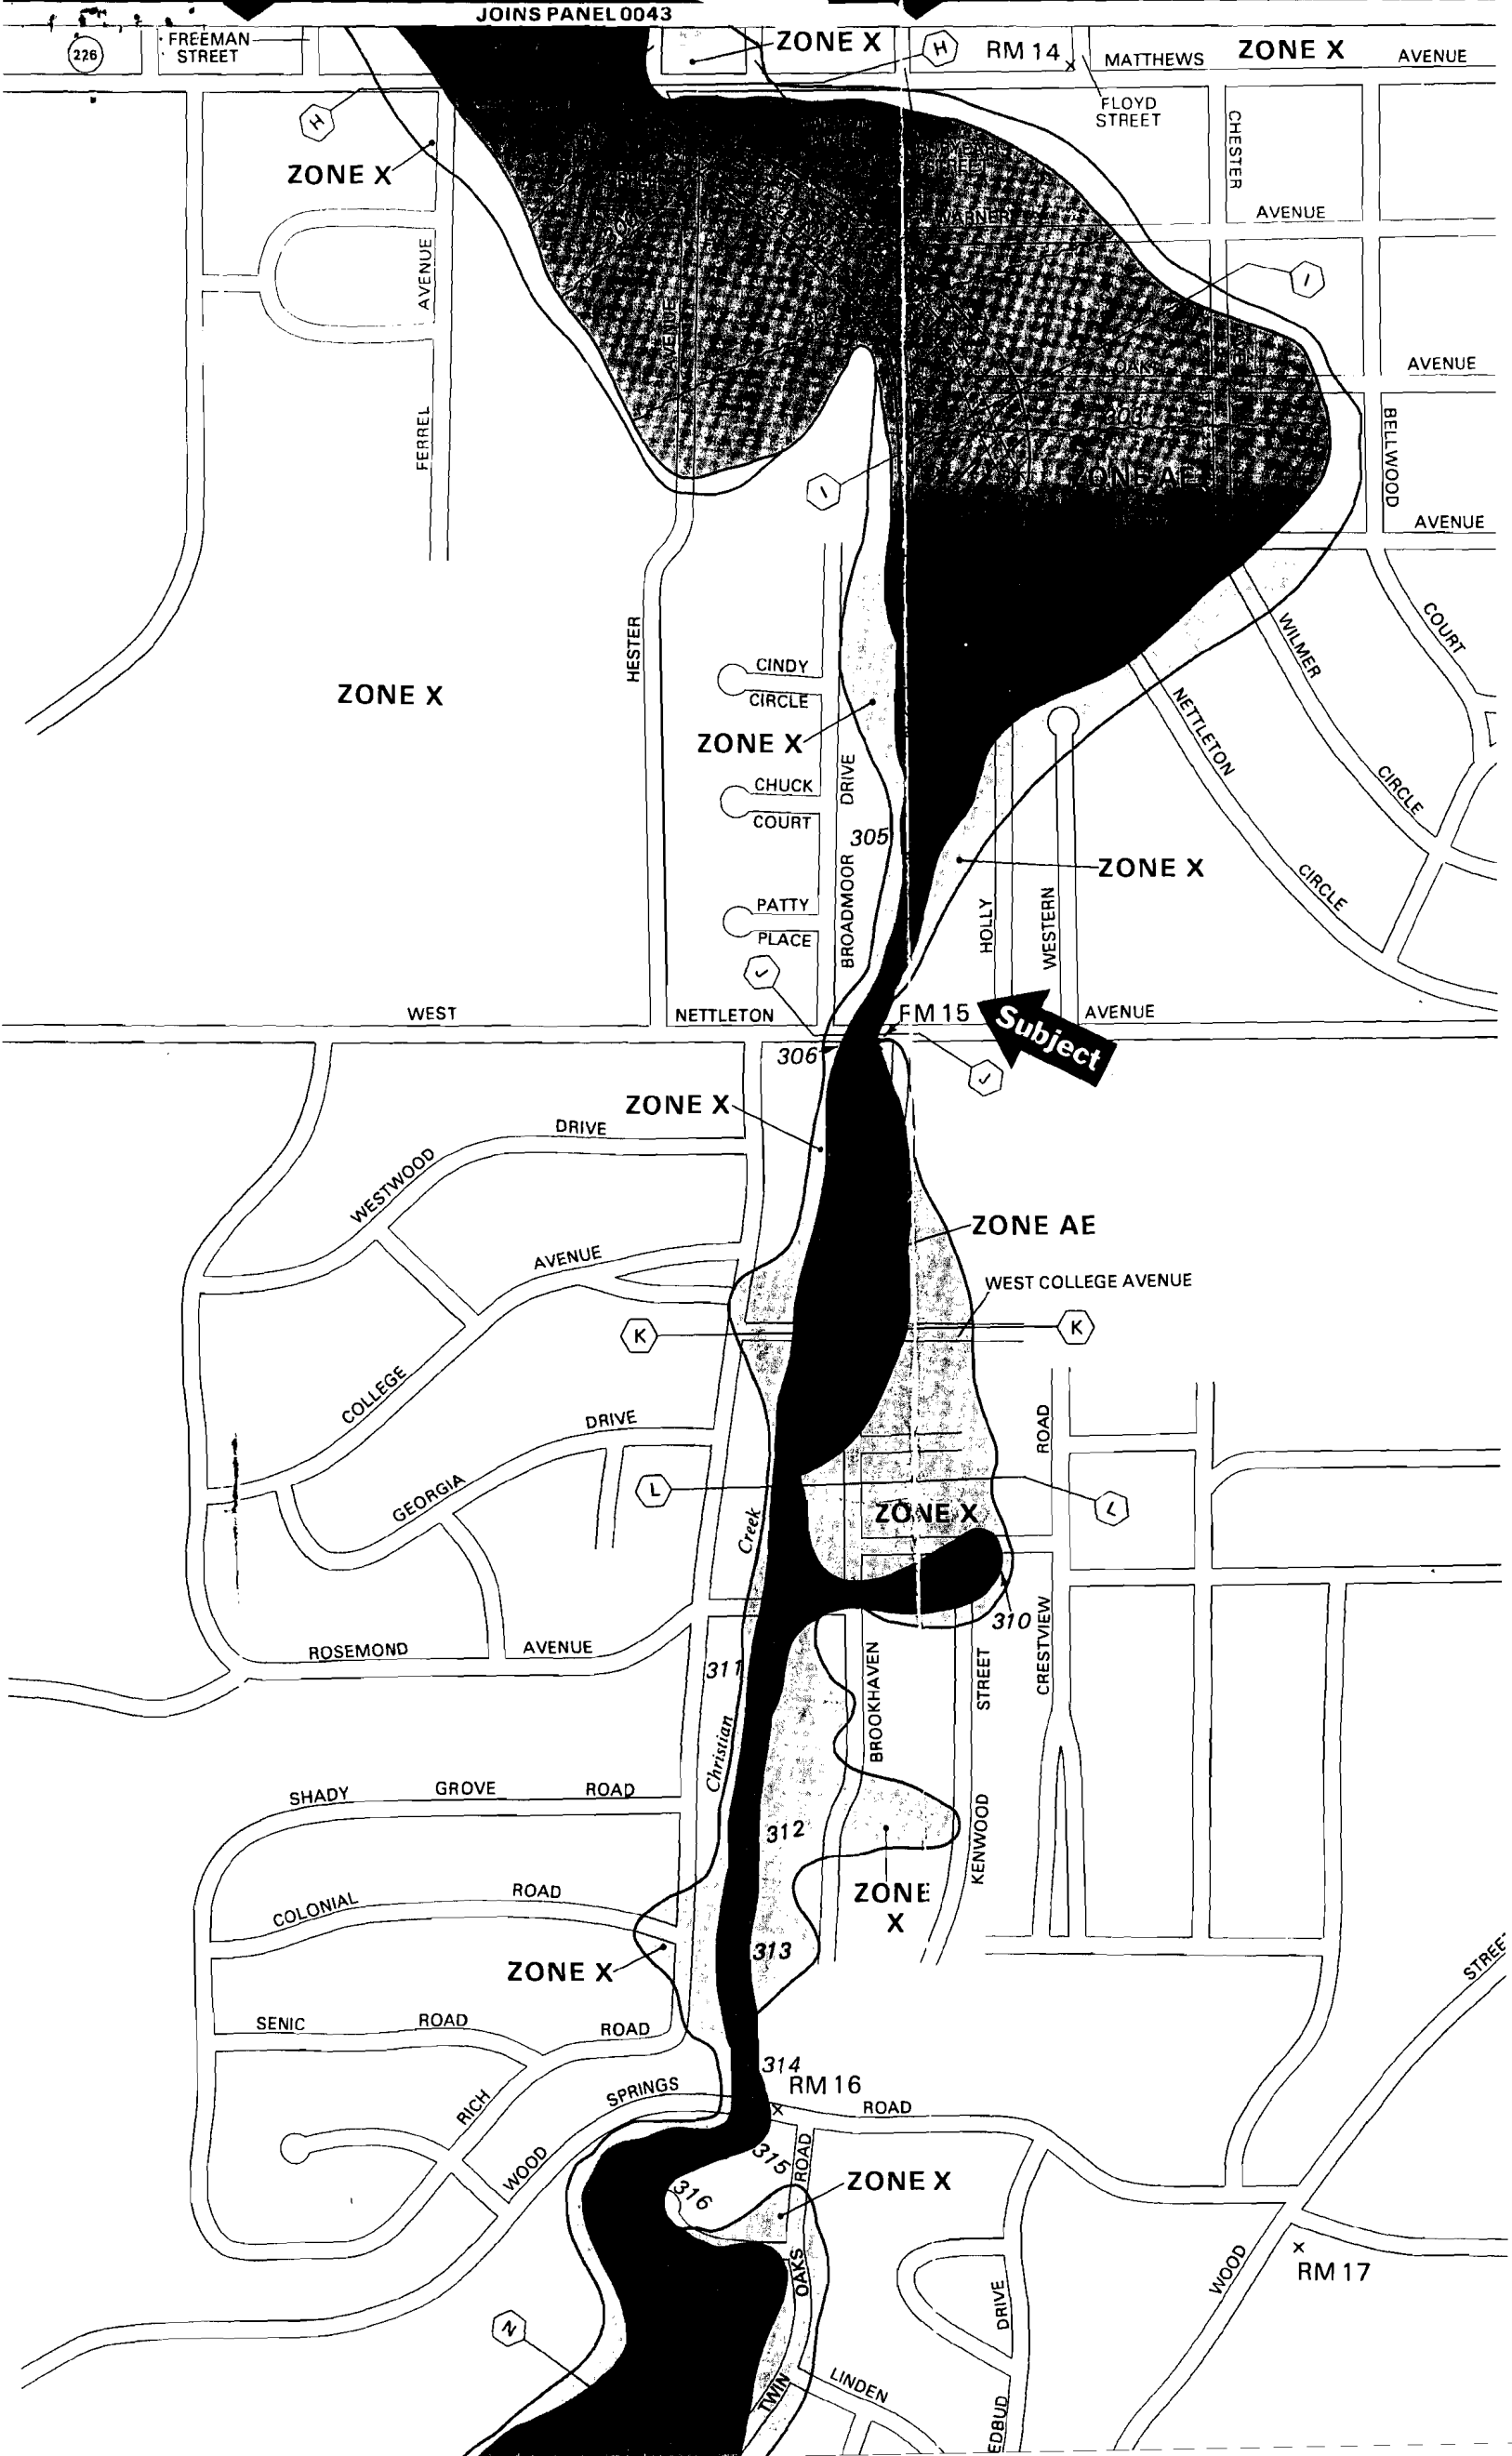 JOINS PANEL 0043
226
FREEMAN
STREET
ZONE X
H
RM 14
MATTHEWS
ZONE X
AVENUE
FLOYD
STREET
H
CHESTER
ZONE X
WARNER
AVENUE
AVENUE
I
AVENUE
OAKS
AVENUE
FERREL
BELLWOOD
I
ZONE AE
AVENUE
HESTER
CINDY
CIRCLE
WILMER
COURT
ZONE X
ZONE X
NETTLETON
CHUCK
COURT
DRIVE
CIRCLE
305
ZONE X
CIRCLE
PATTY
PLACE
BROADMOOR
HOLLY
WESTERN
J
WEST
NETTLETON
FM 15
Subject
AVENUE
306
J
ZONE X
DRIVE
WESTWOOD
ZONE AE
AVENUE
WEST COLLEGE AVENUE
K
K
COLLEGE
DRIVE
ROAD
GEORGIA
L
L
ZONE X
Creek
310
ROSEMOND
AVENUE
311
BROOKHAVEN
STREET
CRESTVIEW
Christian
SHADY
GROVE
ROAD
312
KENWOOD
COLONIAL
ROAD
ZONE
X
313
ZONE X
STREE
SENIC
ROAD
ROAD
314
RM 16
RICH
SPRINGS
ROAD
WOOD
315
ROAD
316
ZONE X
OAKS
WOOD
RM 17
DRIVE
N
TWIN
LINDEN
EDBUD